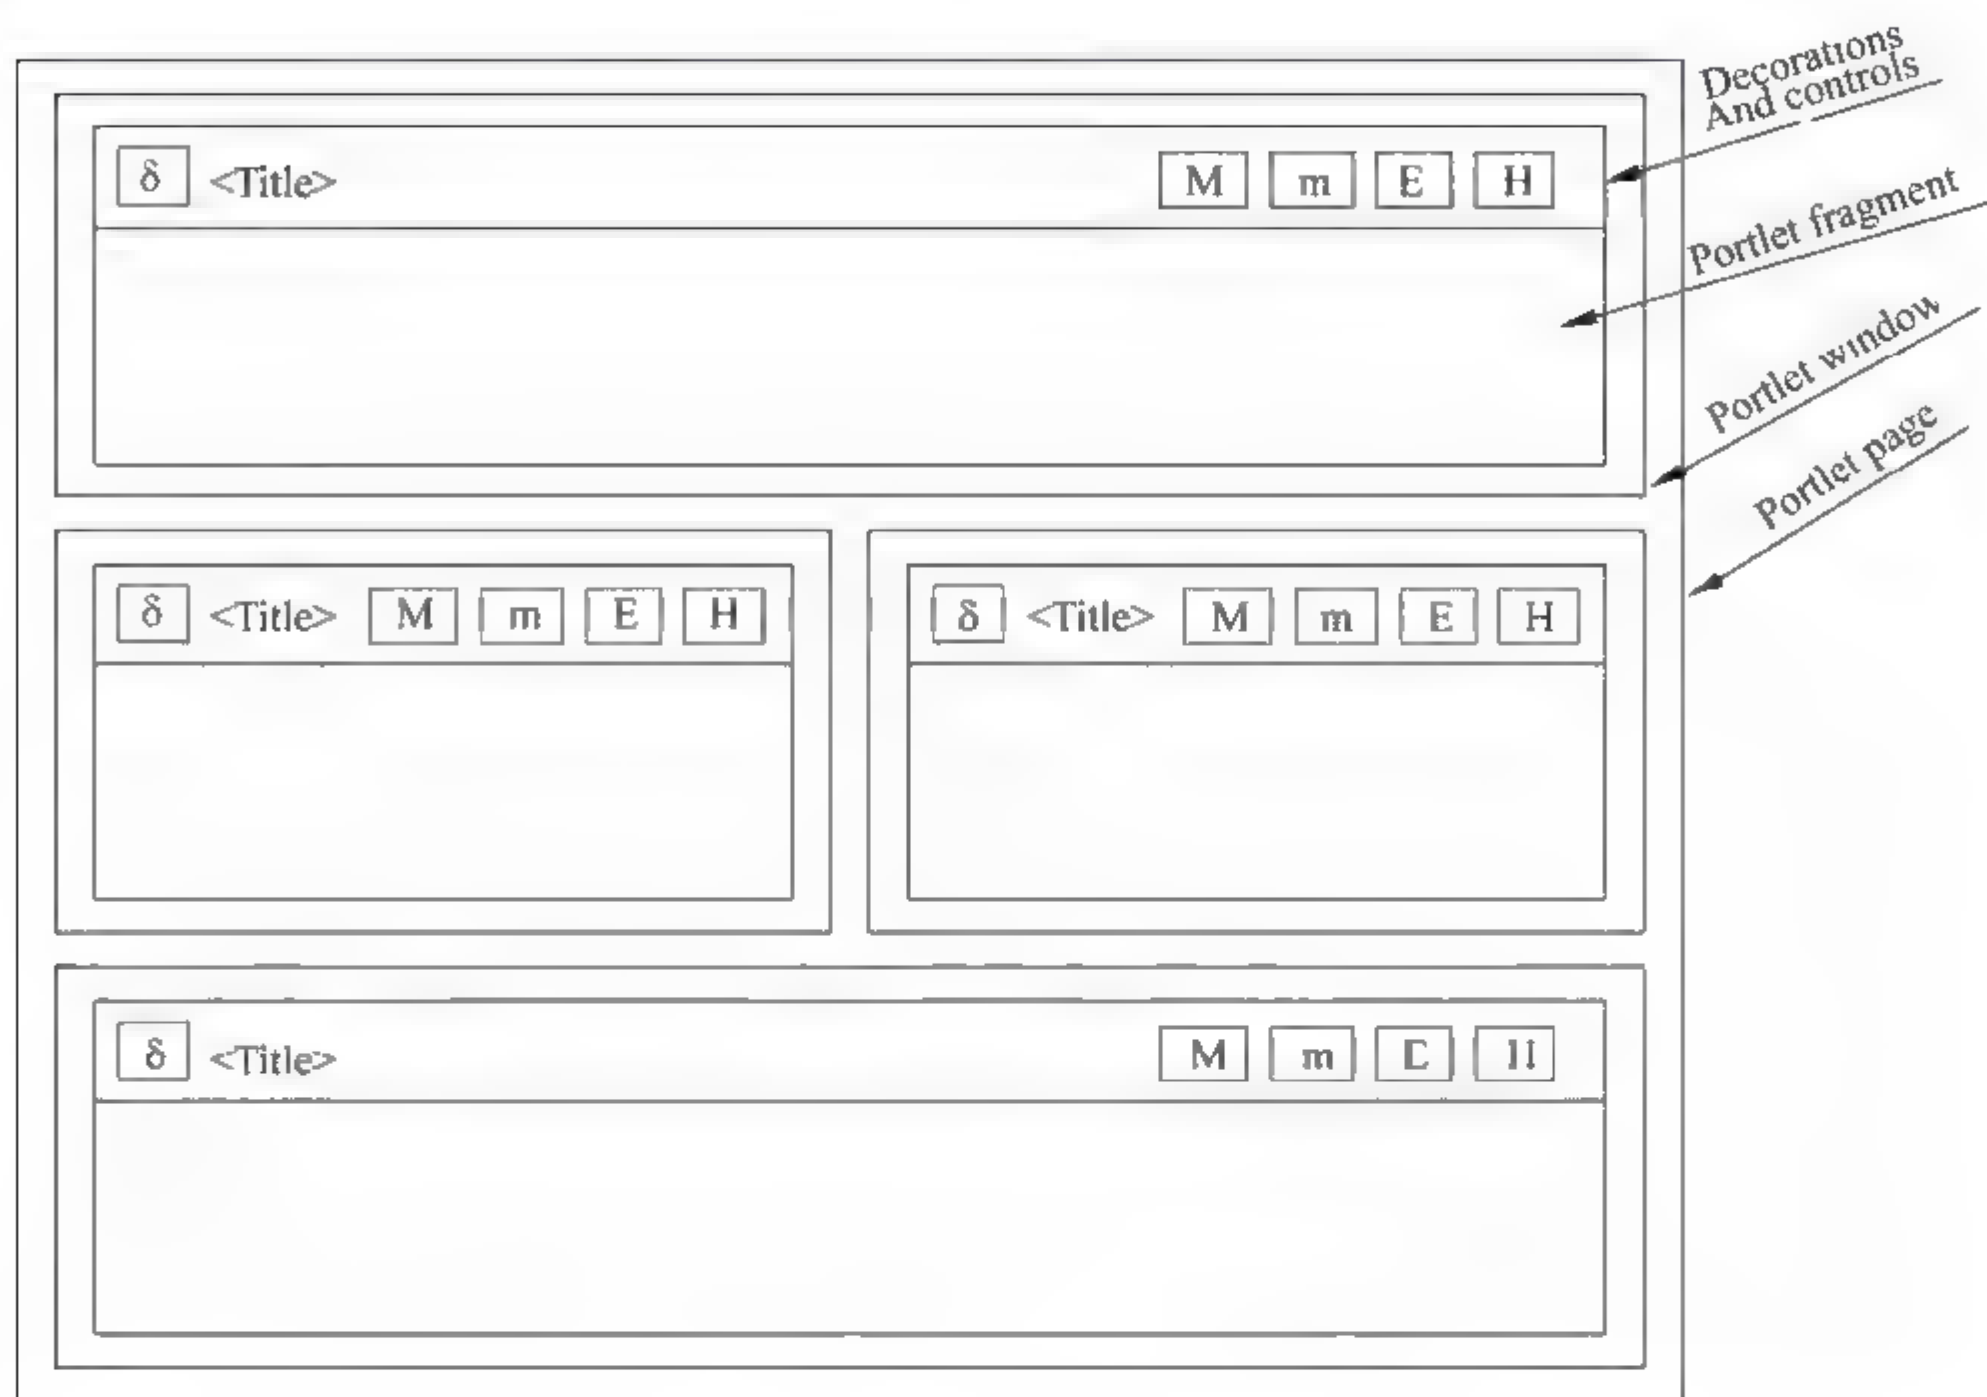 Decorations
And controls
δ <Title> M m E H
Portlet fragment
Portlet window
Portlet page
δ <Title> M m E H
δ <Title> M m E H
δ <Title> M m